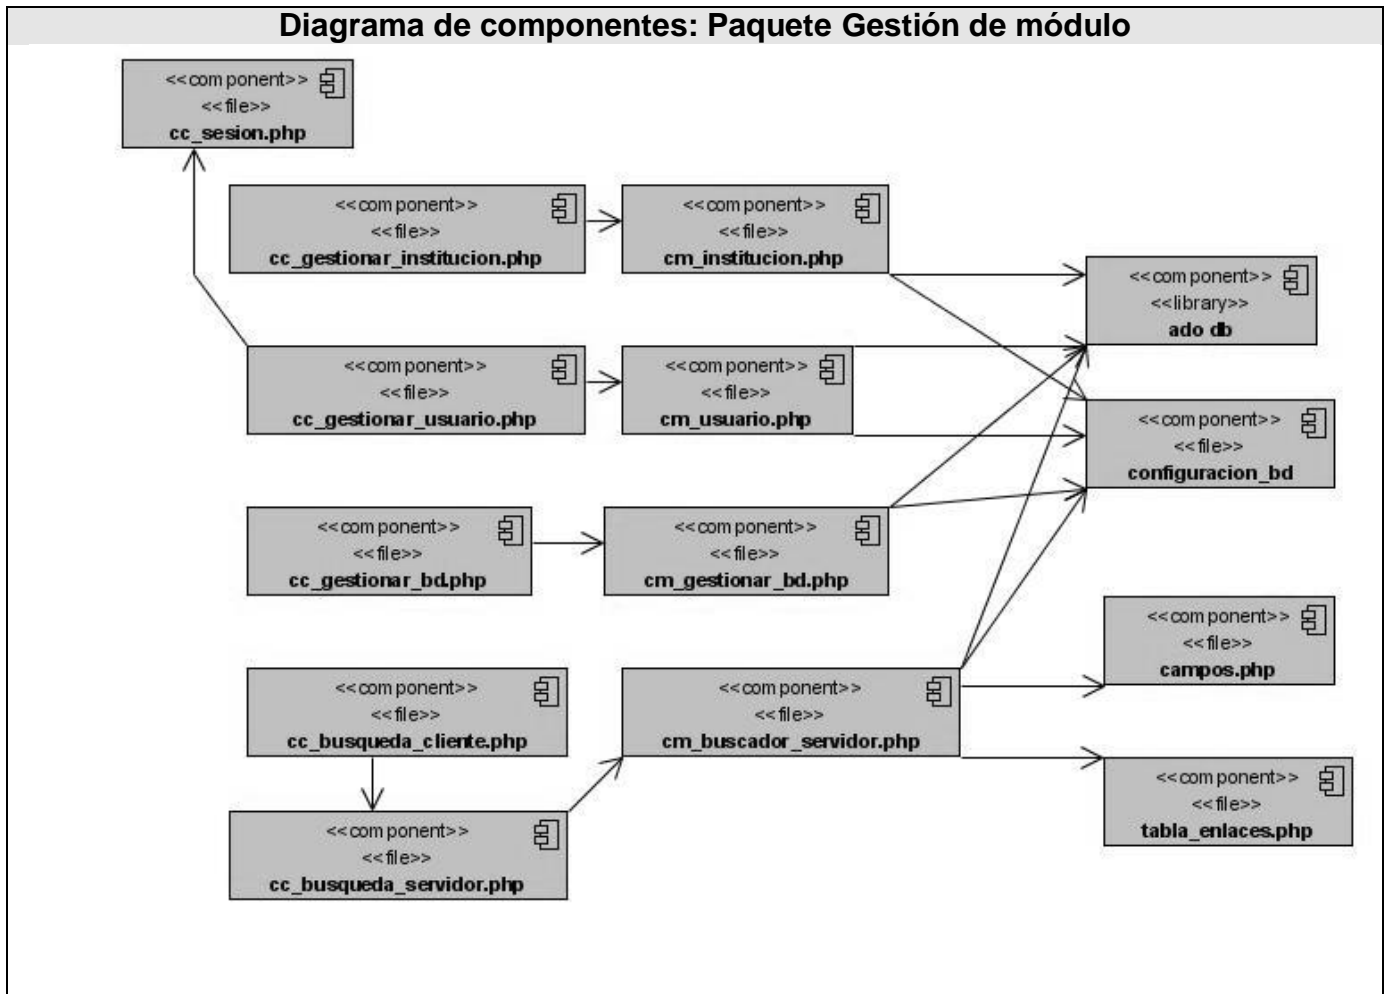 Diagrama de componentes: Paquete Gestión de módulo
<<component>>
<<file>>
cc_sesion.php
<<component>>
<<file>>
cc_gestionar_institucion.php
<<component>>
<<file>>
cm_institucion.php
<<component>>
<<library>>
ado db
<<component>>
<<file>>
cc_gestionar_usuario.php
<<component>>
<<file>>
cm_usuario.php
<<component>>
<<file>>
configuracion_bd
<<component>>
<<file>>
cc_gestionar_bd.php
<<component>>
<<file>>
cm_gestionar_bd.php
<<component>>
<<file>>
campos.php
<<component>>
<<file>>
cc_busqueda_cliente.php
<<component>>
<<file>>
cm_buscador_servidor.php
<<component>>
<<file>>
tabla_enlaces.php
<<component>>
<<file>>
cc_busqueda_servidor.php